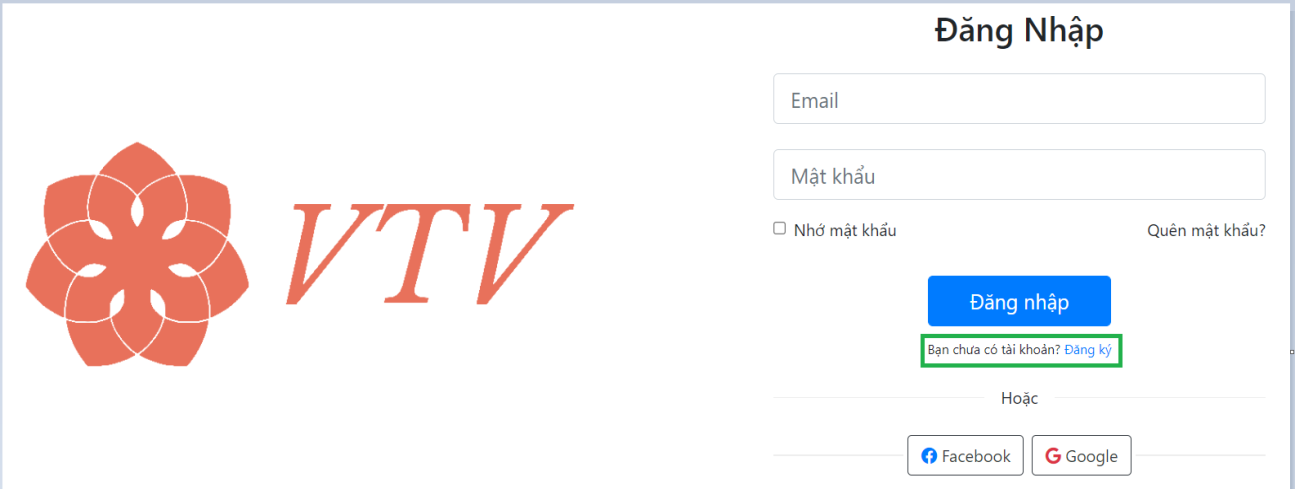 VTV
Đăng Nhập
Email
Mật khẩu
Nhớ mật khẩu
Quên mật khẩu?
Đăng nhập
Bạn chưa có tài khoản? Đăng ký
Hoặc
Facebook
Google